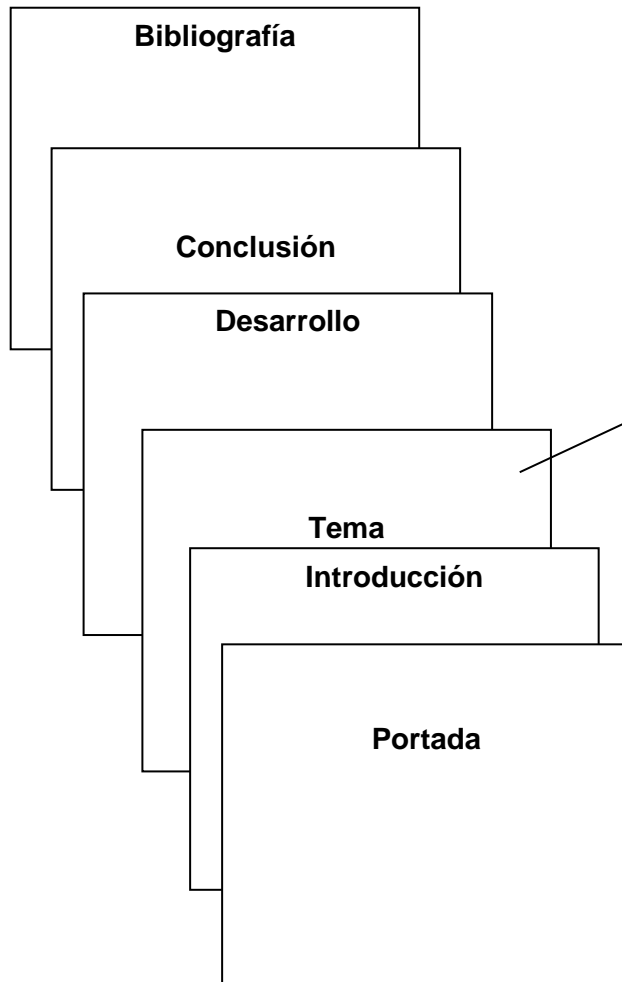 Bibliografía
Conclusión
Desarrollo
Tema
Introducción
Portada